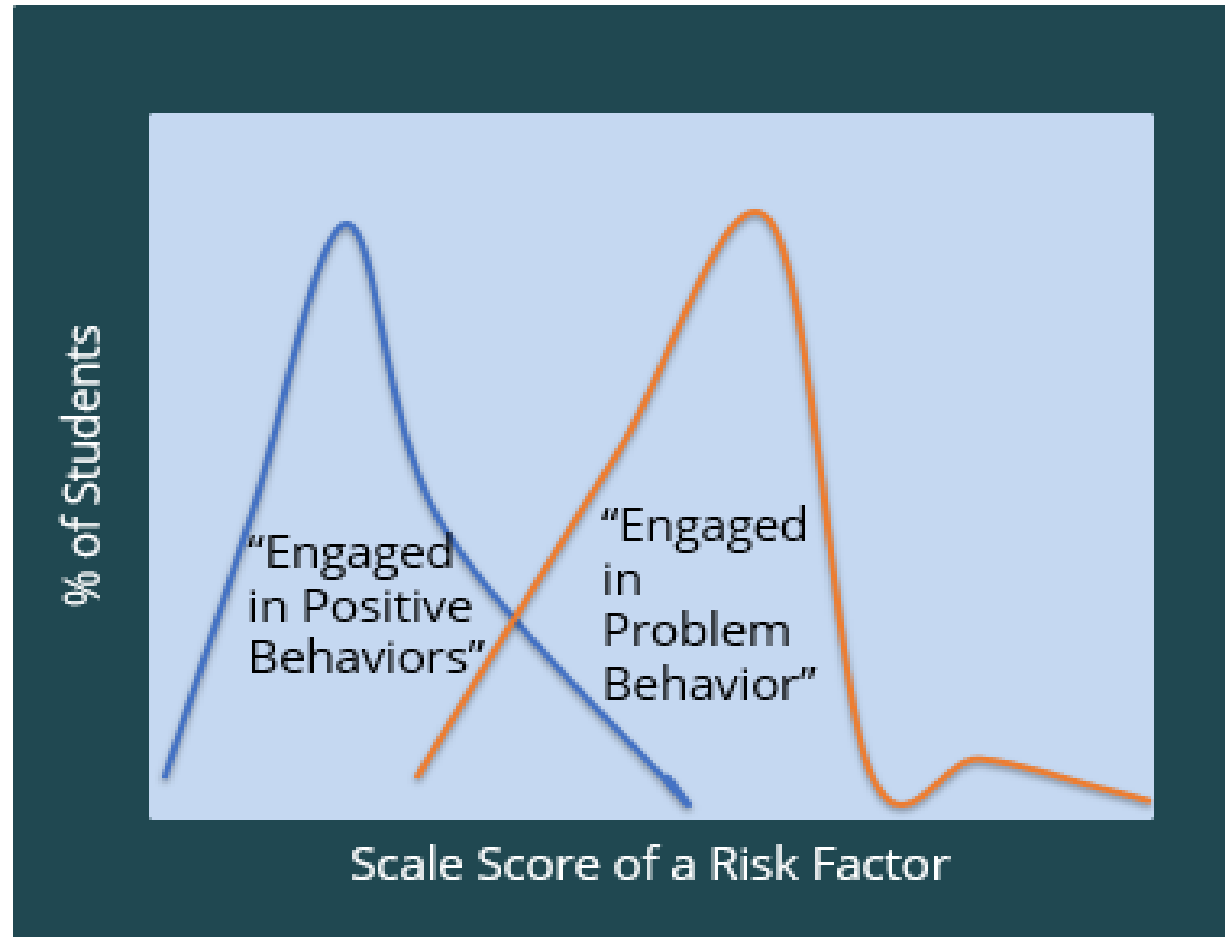 % of Students
“Engaged
in Positive
Behaviors”
“Engaged
in
Problem
Behavior”
Scale Score of a Risk Factor